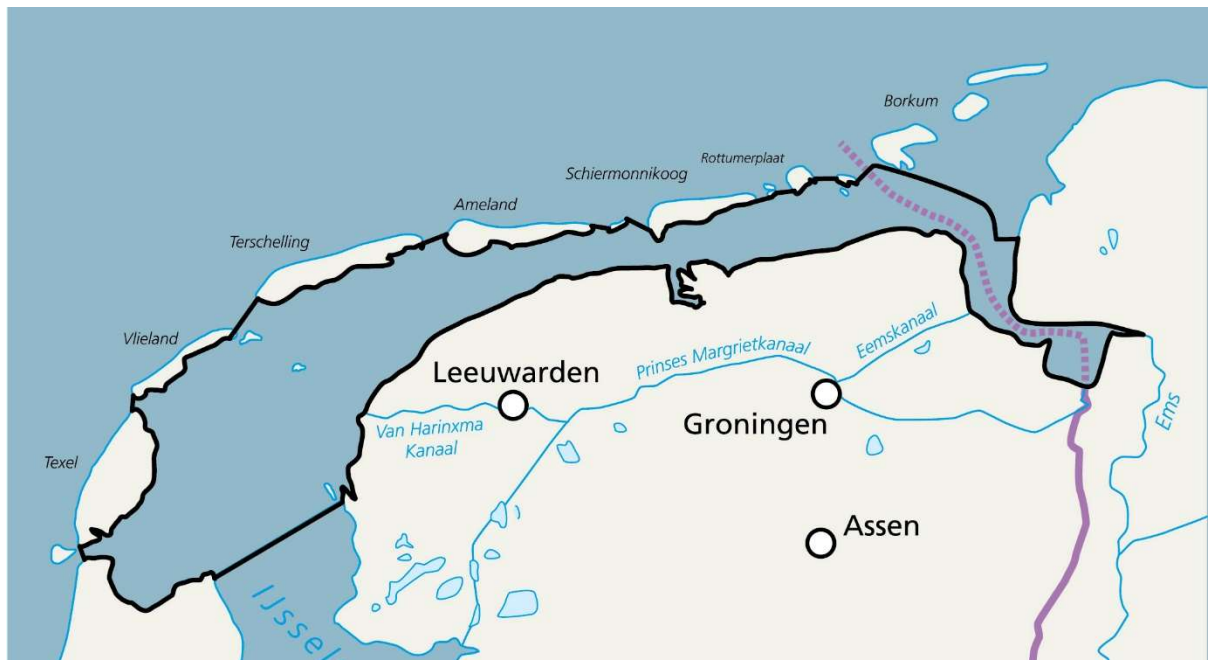 Borkum
Rottumerplaat
Schiermonnikoog
Ameland
Terschelling
Vlieland
Texel
Leeuwarden
Prinses Margrietkanaal
Eemskanaal
Van Harinxma
Kanaal
Groningen
Ems
Assen
IJssel